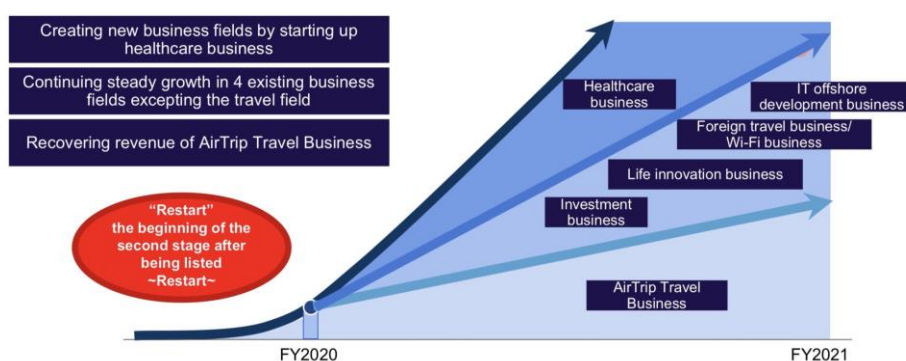 Creating new business fields by starting up
healthcare business
Continuing steady growth in 4 existing business
fields excepting the travel field
Recovering revenue of AirTrip Travel Business
“Restart”
the beginning of the
second stage after
being listed
~Restart~
Healthcare
business
IT offshore
development business
Foreign travel business/
Wi-Fi business
Life innovation business
Investment
business
AirTrip Travel
Business
FY2020
FY2021